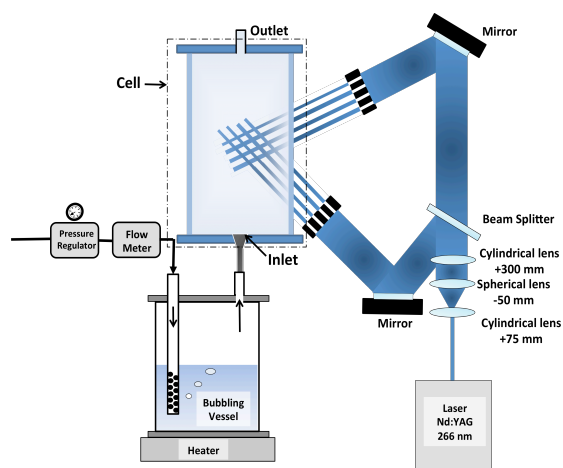 Outlet
Mirror
Cell
Beam Splitter
Pressure
Regulator
Flow
Meter
Inlet
Cylindrical lens
+300 mm
Spherical lens
-50 mm
Mirror
Cylindrical lens
+75 mm
Bubbling
Vessel
Laser
Nd:YAG
266 nm
Heater